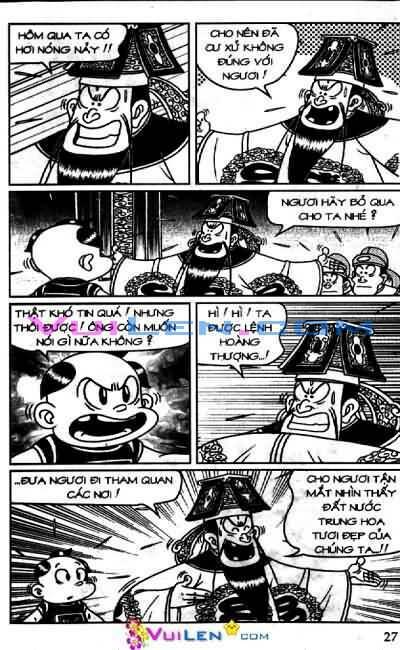 HÔM QUA TA CÓ
HƠI NÓNG NẢY !!
CHO NÊN ĐÃ
CƯ XỬ KHÔNG
ĐÚNG VỚI
NGƯƠI !
NGƯƠI HÃY BỎ QUA
CHO TA NHÉ ?
THẬT KHÓ TIN QUÁ ! NHƯNG
THÔI ĐƯỢC ! ÔNG CÒN MUỐN
NÓI GÌ NỮA KHÔNG ?
HÌ ! HÌ ! TA
ĐƯỢC LỆNH
HOÀNG
THƯỢNG...!
VUILEN.COM
...ĐƯA NGƯƠI ĐI THAM QUAN
CÁC NƠI !
CHO NGƯƠI TẬN
MẮT NHÌN THẤY
ĐẤT NƯỚC
TRUNG HOA
TƯƠI ĐẸP CỦA
CHÚNG TA...!!
27
VUILEN.COM